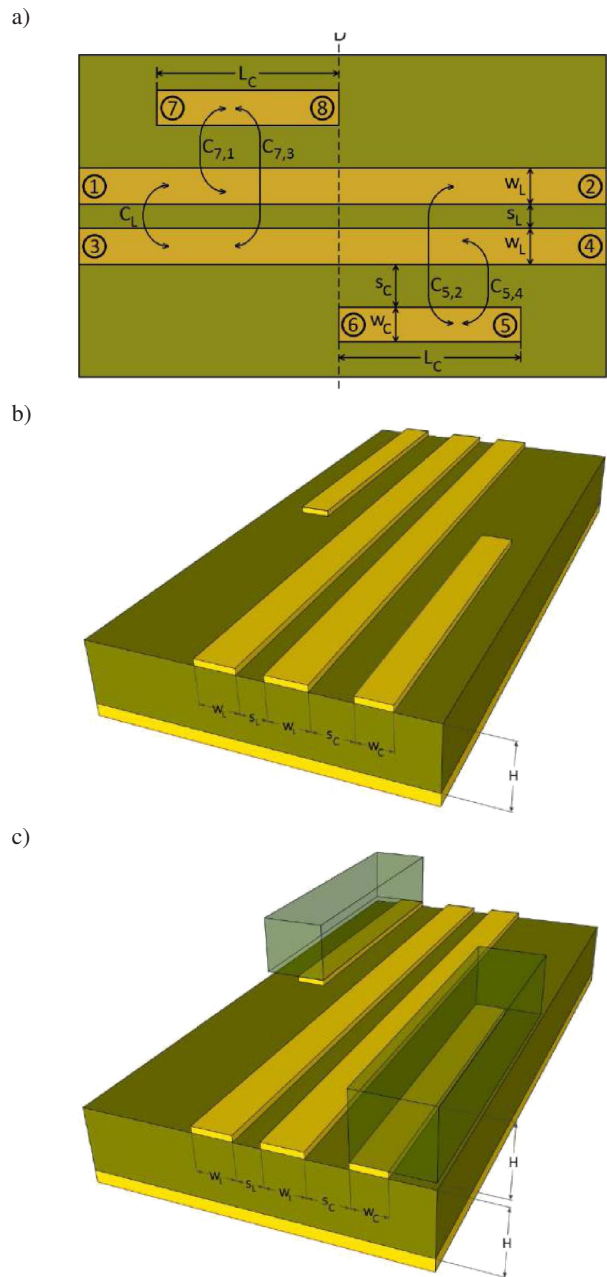 a)
L_C
⑦ ⑧
C_7,1 C_7,3
① w_L ②
C_L s_L
③ w_L ④
s_C C_5,2 C_5,4
w_C ⑥ ⑤
L_C
b)
w_L s_L w_L s_C w_C
H
c)
H
w_L s_L w_L s_C w_C
H